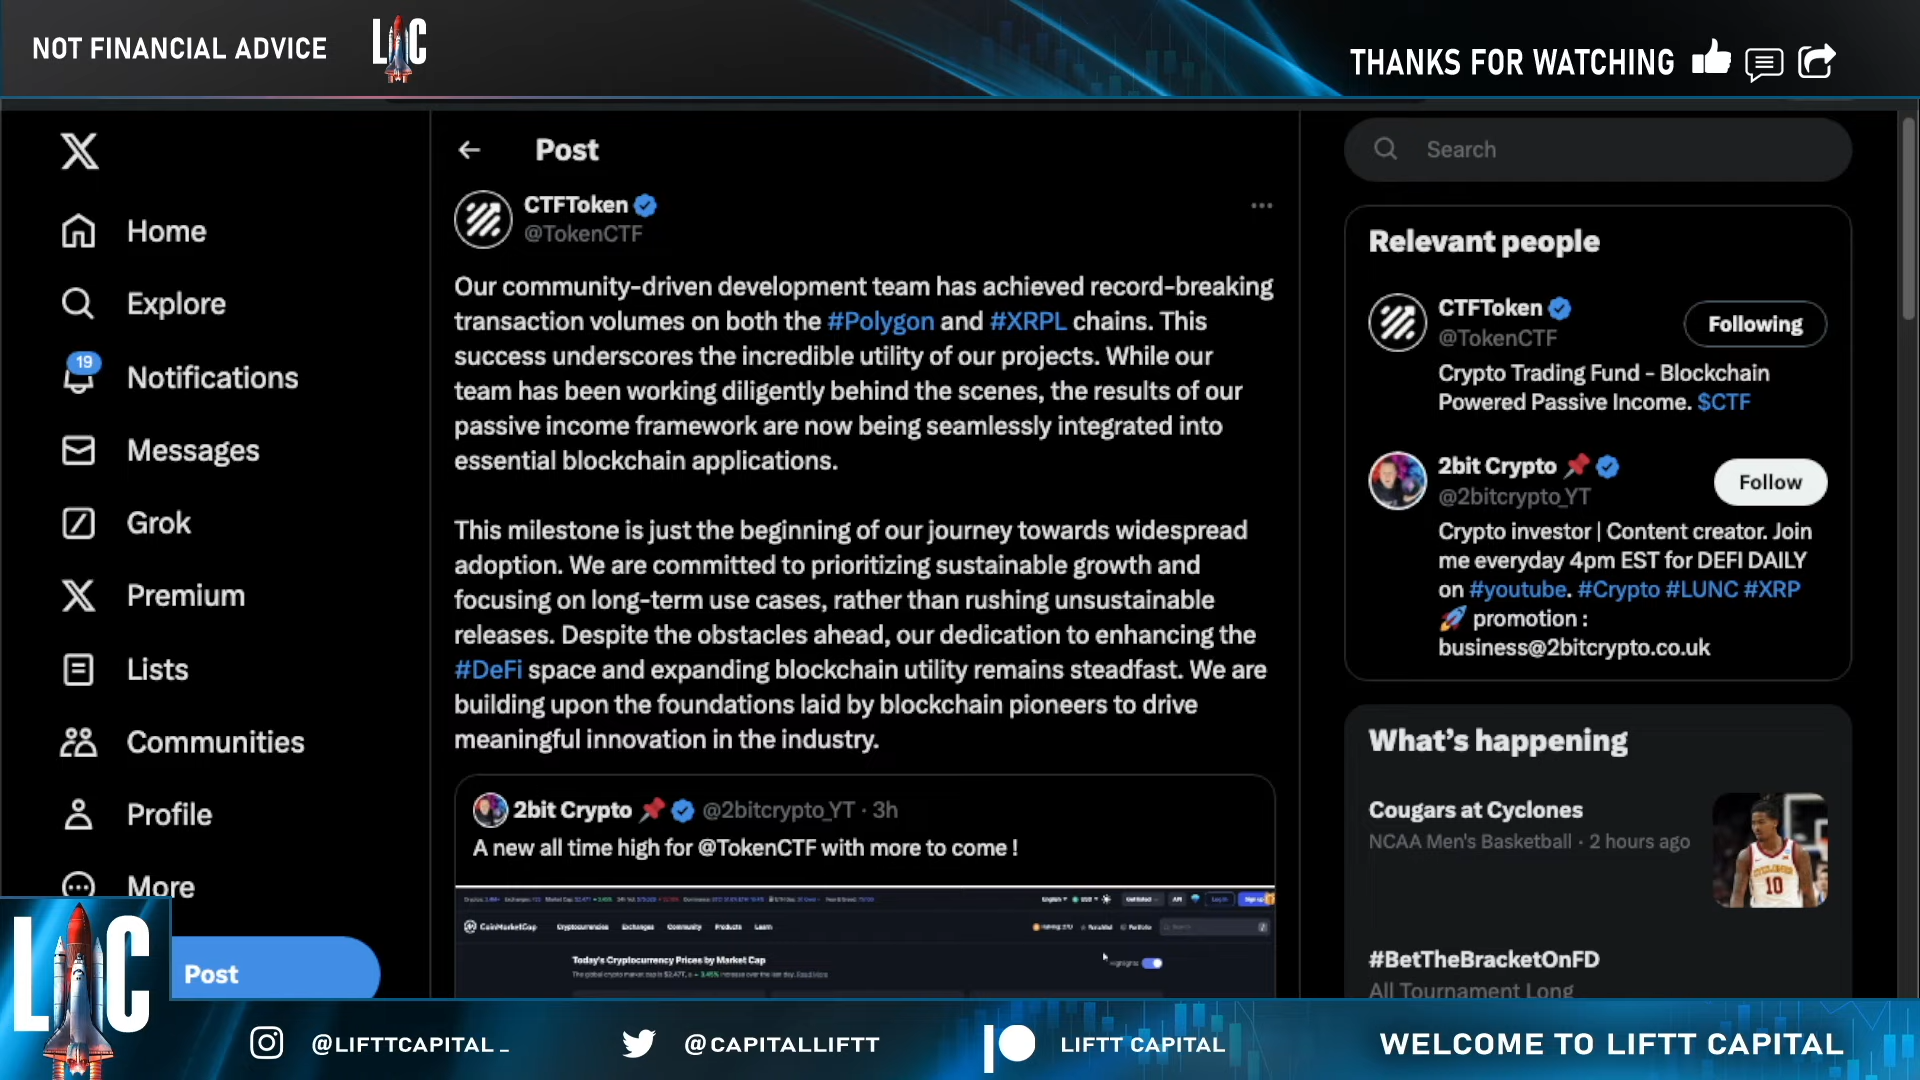 NOT FINANCIAL ADVICE
LC
THANKS FOR WATCHING
Home
Explore
19
Notifications
Messages
Grok
Premium
Lists
Communities
Profile
More
Post
Post
CTFToken
@TokenCTF
Our community-driven development team has achieved record-breaking
transaction volumes on both the #Polygon and #XRPL chains. This
success underscores the incredible utility of our projects. While our
team has been working diligently behind the scenes, the results of our
passive income framework are now being seamlessly integrated into
essential blockchain applications.
This milestone is just the beginning of our journey towards widespread
adoption. We are committed to prioritizing sustainable growth and
focusing on long-term use cases, rather than rushing unsustainable
releases. Despite the obstacles ahead, our dedication to enhancing the
#DeFi space and expanding blockchain utility remains steadfast. We are
building upon the foundations laid by blockchain pioneers to drive
meaningful innovation in the industry.
2bit Crypto @2bitcrypto_YT · 3h
A new all time high for @TokenCTF with more to come !
CoinMarketCap Cryptocurrencies Exchanges Community Products Learn
Today's Cryptocurrency Prices by Market Cap
Highlights
Search
Relevant people
CTFToken
@TokenCTF
Following
Crypto Trading Fund - Blockchain
Powered Passive Income. $CTF
2bit Crypto
@2bitcrypto_YT
Follow
Crypto investor | Content creator. Join
me everyday 4pm EST for DEFI DAILY
on #youtube. #Crypto #LUNC #XRP
promotion :
business@2bitcrypto.co.uk
What's happening
Cougars at Cyclones
NCAA Men's Basketball · 2 hours ago
#BetTheBracketOnFD
All Tournament Long
LC
@LIFTTCAPITAL_
@CAPITALLIFTT
LIFTT CAPITAL
WELCOME TO LIFTT CAPITAL